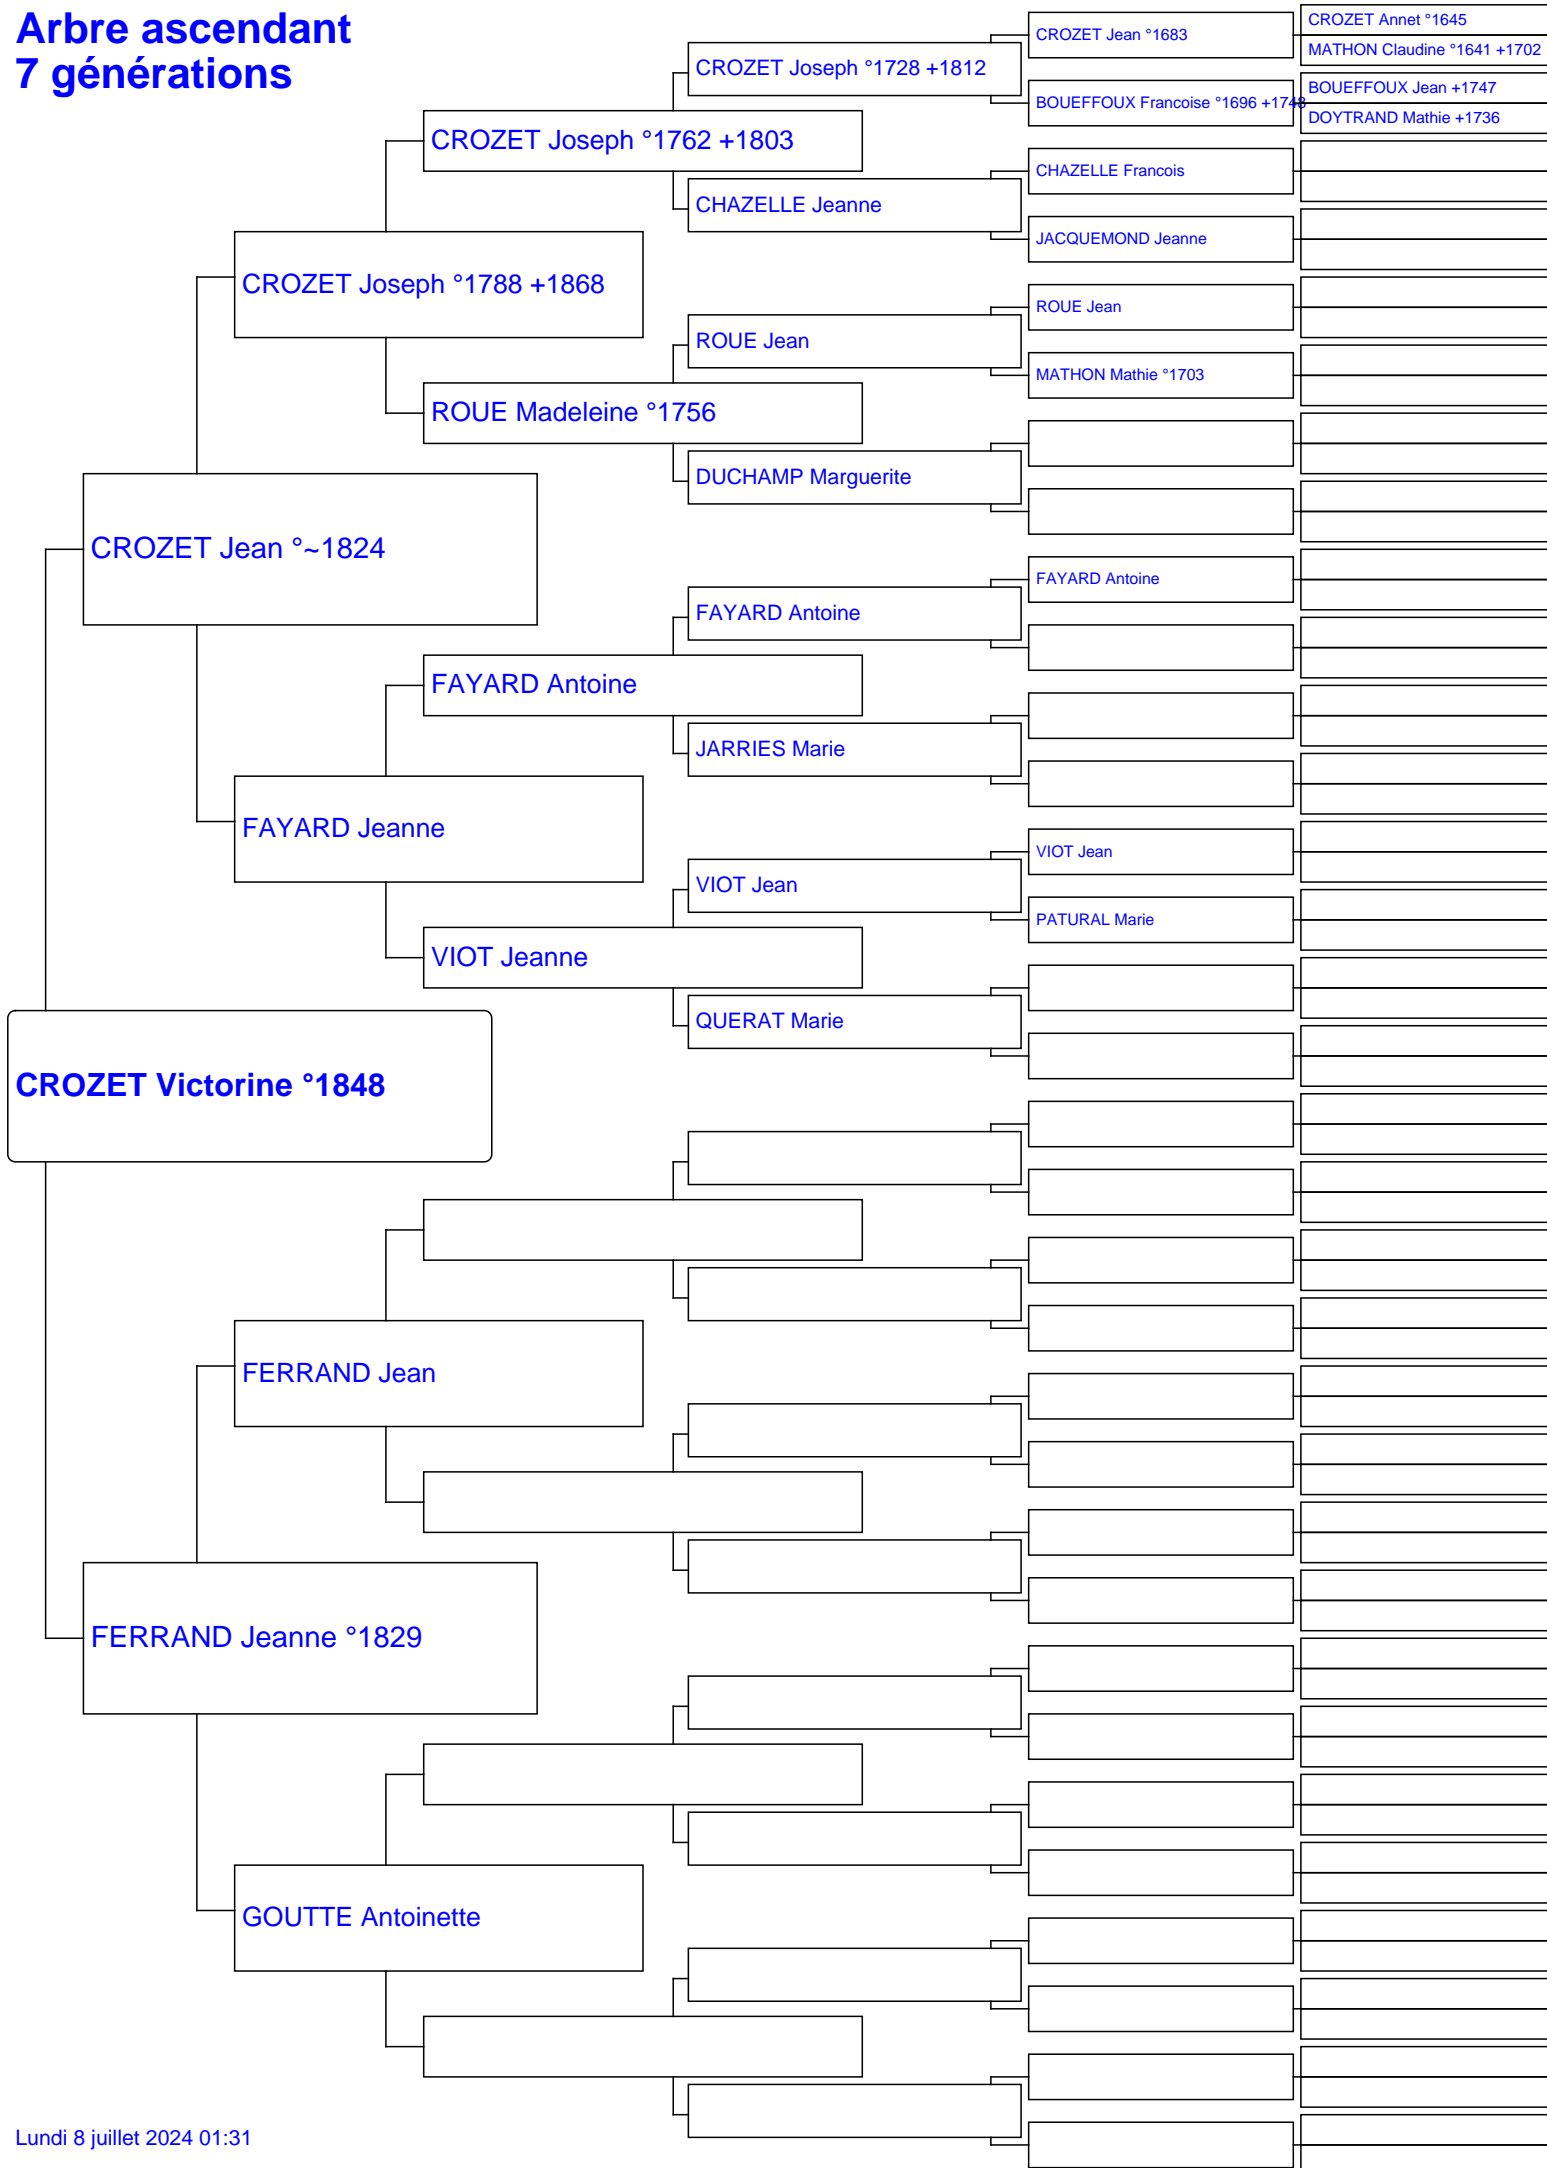 Arbre ascendant
7 générations
CROZET Victorine °1848
CROZET Jean °~1824
FERRAND Jeanne °1829
CROZET Joseph °1788 +1868
FAYARD Jeanne
FERRAND Jean
GOUTTE Antoinette
CROZET Joseph °1762 +1803
ROUE Madeleine °1756
FAYARD Antoine
VIOT Jeanne
CROZET Joseph °1728 +1812
CHAZELLE Jeanne
ROUE Jean
DUCHAMP Marguerite
FAYARD Antoine
JARRIES Marie
VIOT Jean
QUERAT Marie
CROZET Jean °1683
BOUEFFOUX Francoise °1696 +1748
CHAZELLE Francois
JACQUEMOND Jeanne
ROUE Jean
MATHON Mathie °1703
FAYARD Antoine
VIOT Jean
PATURAL Marie
CROZET Annet °1645
MATHON Claudine °1641 +1702
BOUEFFOUX Jean +1747
DOYTRAND Mathie +1736
Lundi 8 juillet 2024 01:31